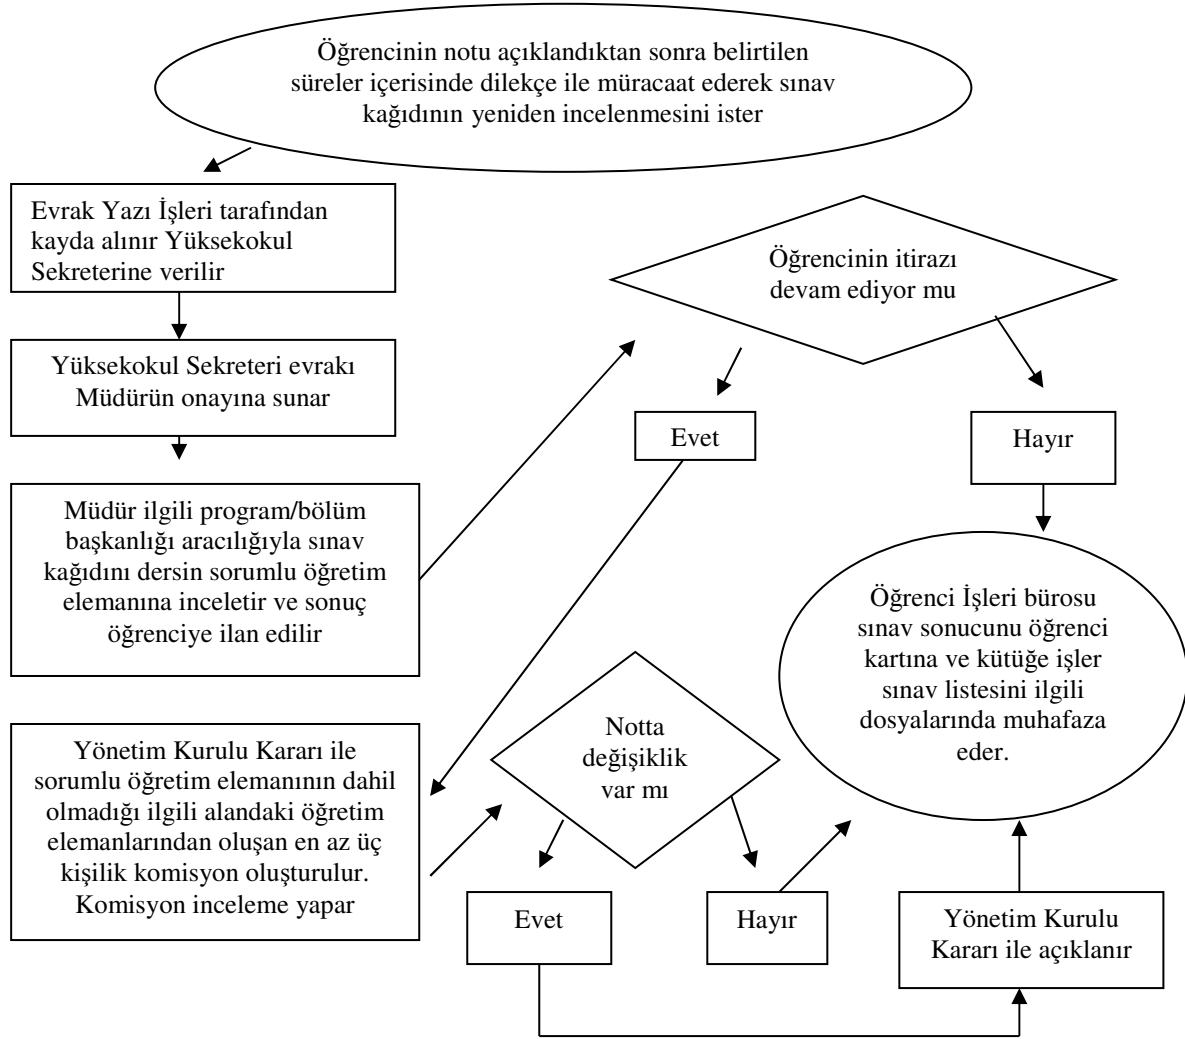 Öğrencinin notu açıklandıktan sonra belirtilen
süreler içerisinde dilekçe ile müracaat ederek sınav
kağıdının yeniden incelenmesini ister
Evrak Yazı İşleri tarafından
kayda alınır Yüksekokul
Sekreterine verilir
Yüksekokul Sekreteri evrakı
Müdürün onayına sunar
Müdür ilgili program/bölüm
başkanlığı aracılığıyla sınav
kağıdını dersin sorumlu öğretim
elemanına inceletir ve sonuç
öğrenciye ilan edilir
Öğrencinin itirazı
devam ediyor mu
Evet
Hayır
Yönetim Kurulu Kararı ile
sorumlu öğretim elemanının dahil
olmadığı ilgili alandaki öğretim
elemanlarından oluşan en az üç
kişilik komisyon oluşturulur.
Komisyon inceleme yapar
Notta
değişiklik
var mı
Evet
Hayır
Yönetim Kurulu
Kararı ile açıklanır
Öğrenci İşleri bürosu
sınav sonucunu öğrenci
kartına ve kütüğe işler
sınav listesini ilgili
dosyalarında muhafaza
eder.